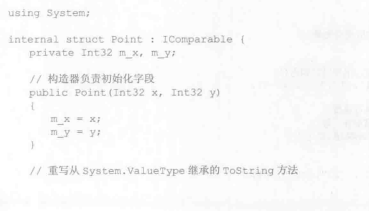 using System;
internal struct Point : IComparable {
private Int32 m_x, m_y;
// 构造器负责初始化字段
public Point(Int32 x, Int32 y)
{
m_x = x;
m_y = y;
}
// 重写从 System.ValueType 继承的 ToString 方法